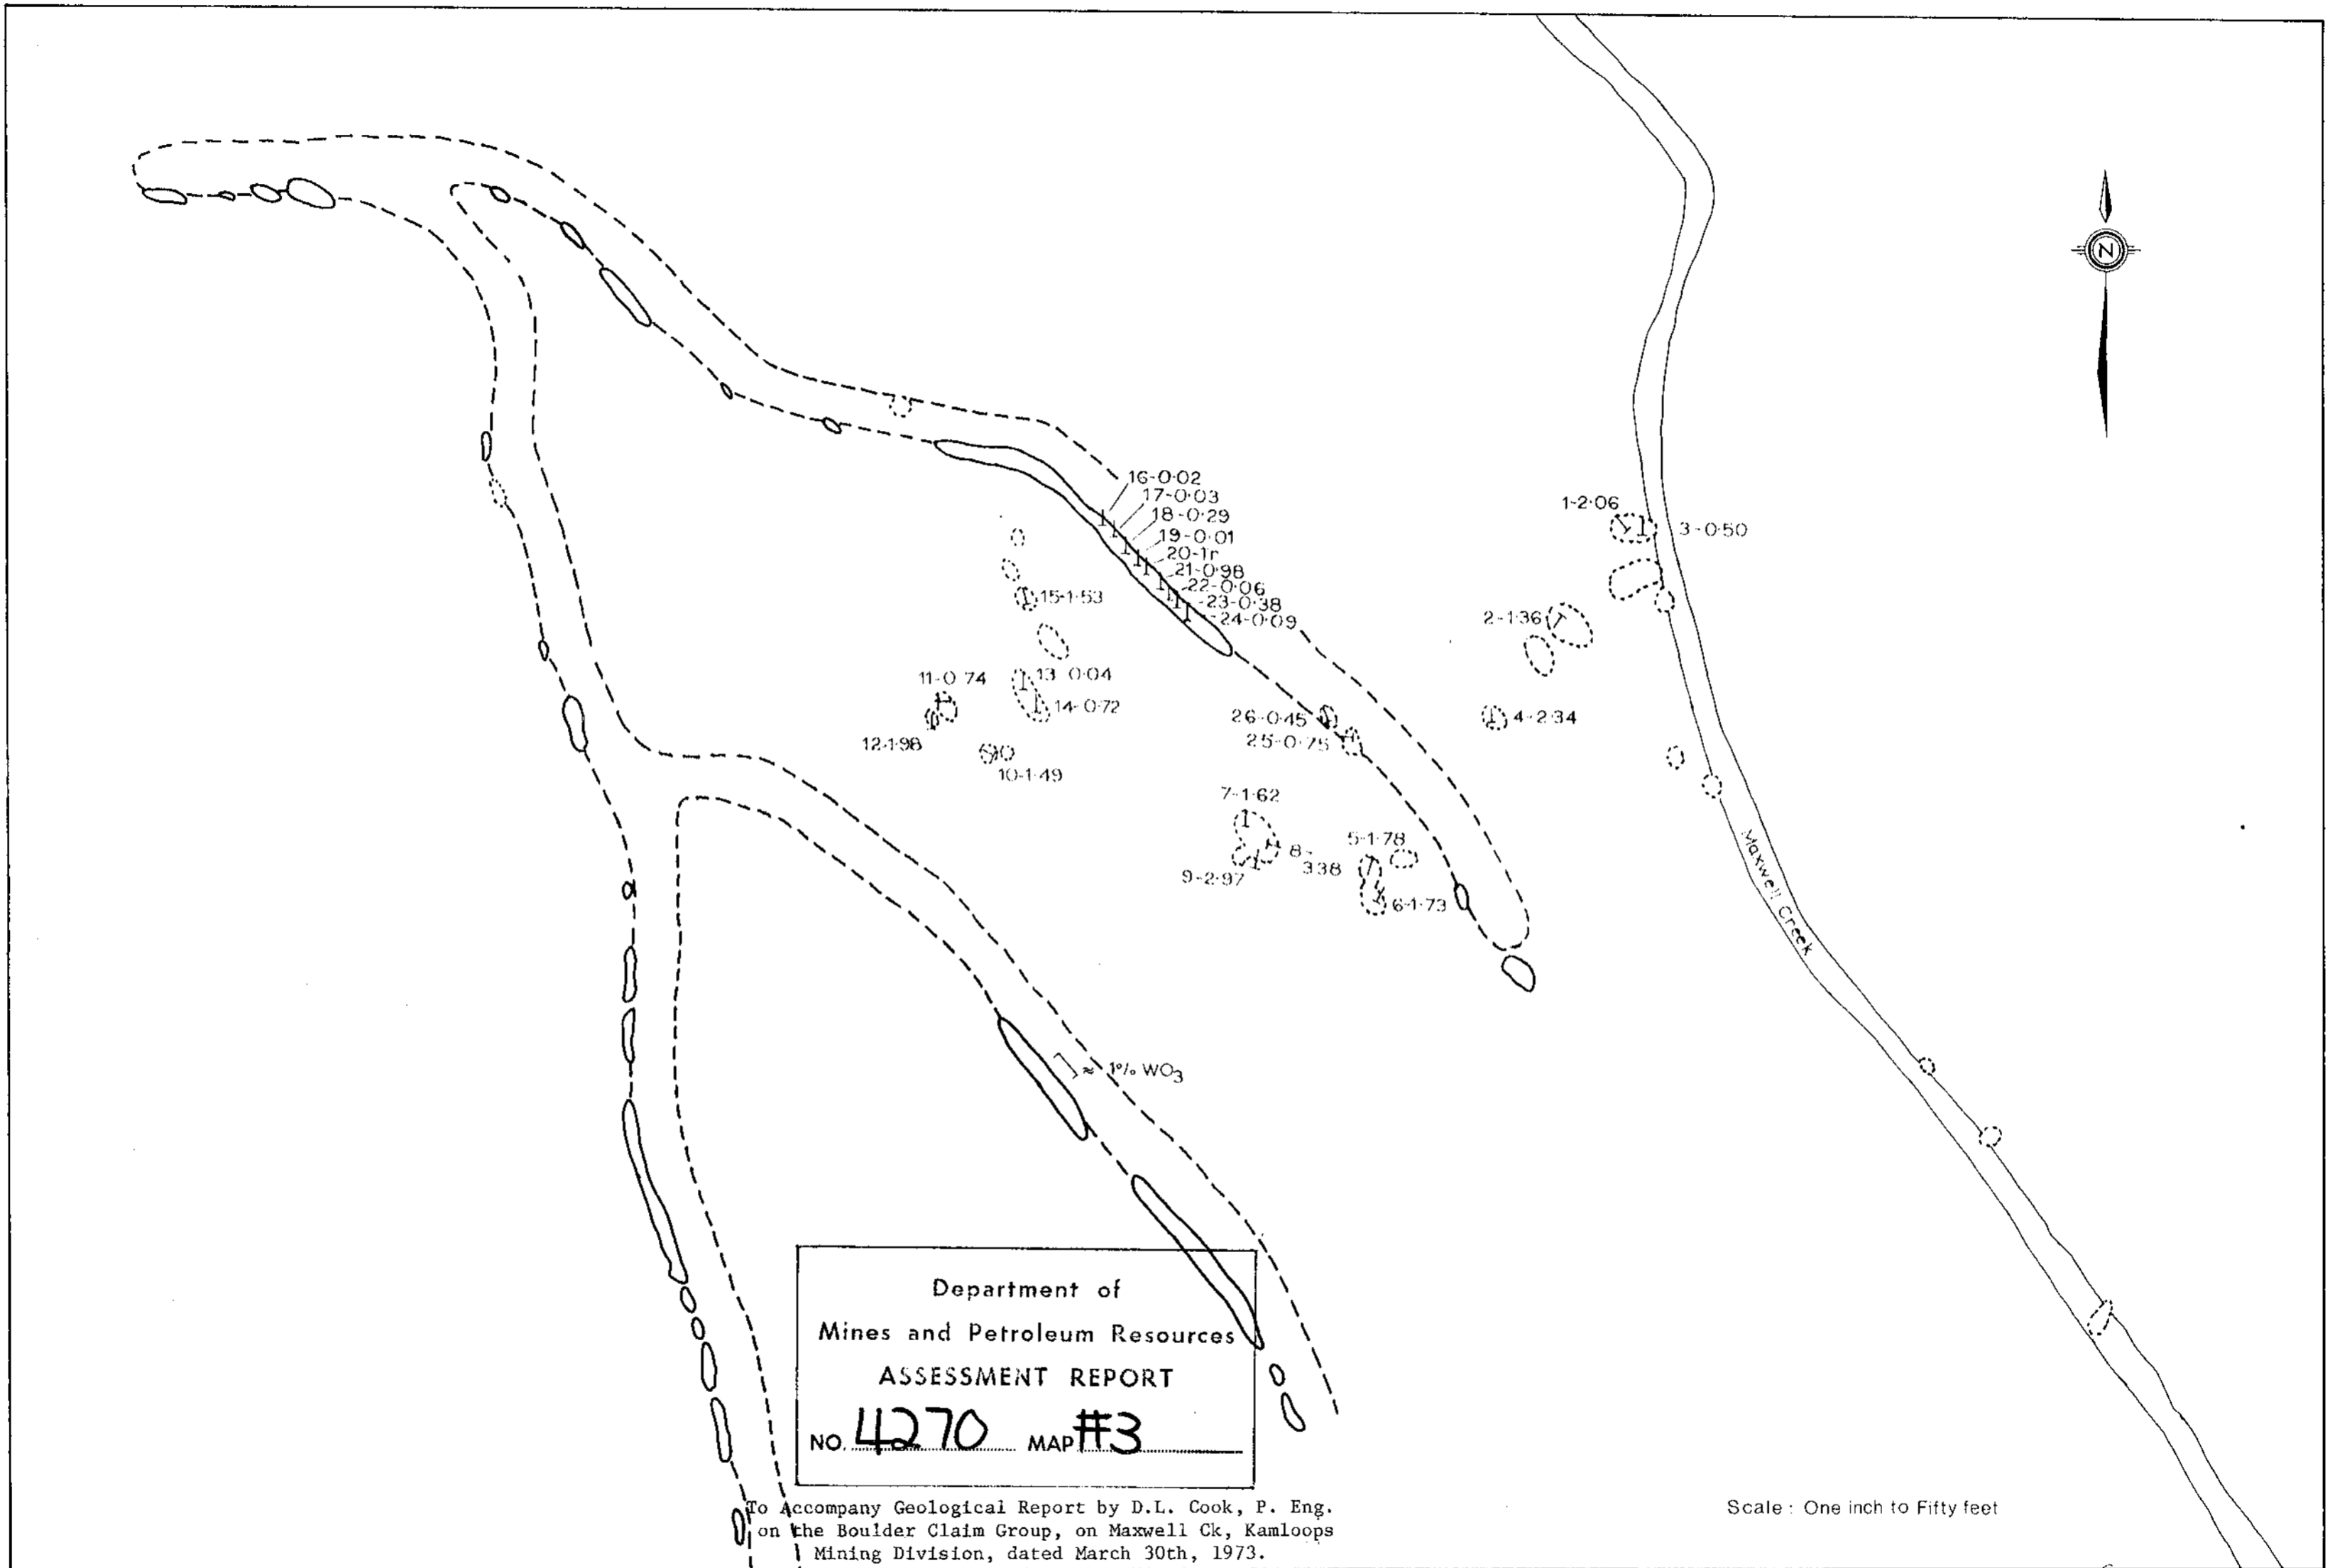 N
16-0·02
17-0·03
18-0·29
19-0·01
20-1r
21-0·98
22-0·06
23-0·38
24-0·09
1-2·06
3-0·50
15-1·53
2-1·36
11-0 74
13 0·04
14-0·72
26-0·45
4-2·34
12-1·98
25-0·75
10-1·49
7-1·62
5-1·78
8-
3·38
9-2·97
6-1·73
Maxwell Creek
≈ 1% WO3
Department of
Mines and Petroleum Resources
ASSESSMENT REPORT
NO. 4270 MAP #3
To Accompany Geological Report by D.L. Cook, P. Eng.
on the Boulder Claim Group, on Maxwell Ck, Kamloops
Mining Division, dated March 30th, 1973.
Scale : One inch to Fifty feet